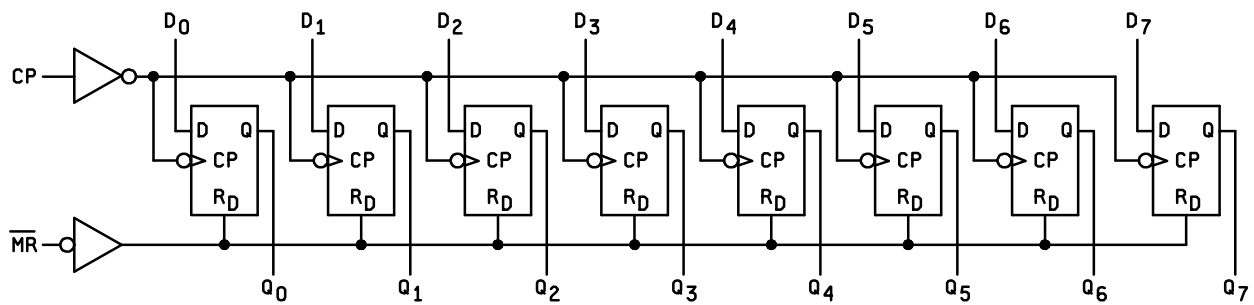 D0 D1 D2 D3 D4 D5 D6 D7
CP
D Q D Q D Q D Q D Q D Q D Q D Q
CP CP CP CP CP CP CP CP
RD RD RD RD RD RD RD RD
M̅R̅
Q0 Q1 Q2 Q3 Q4 Q5 Q6 Q7